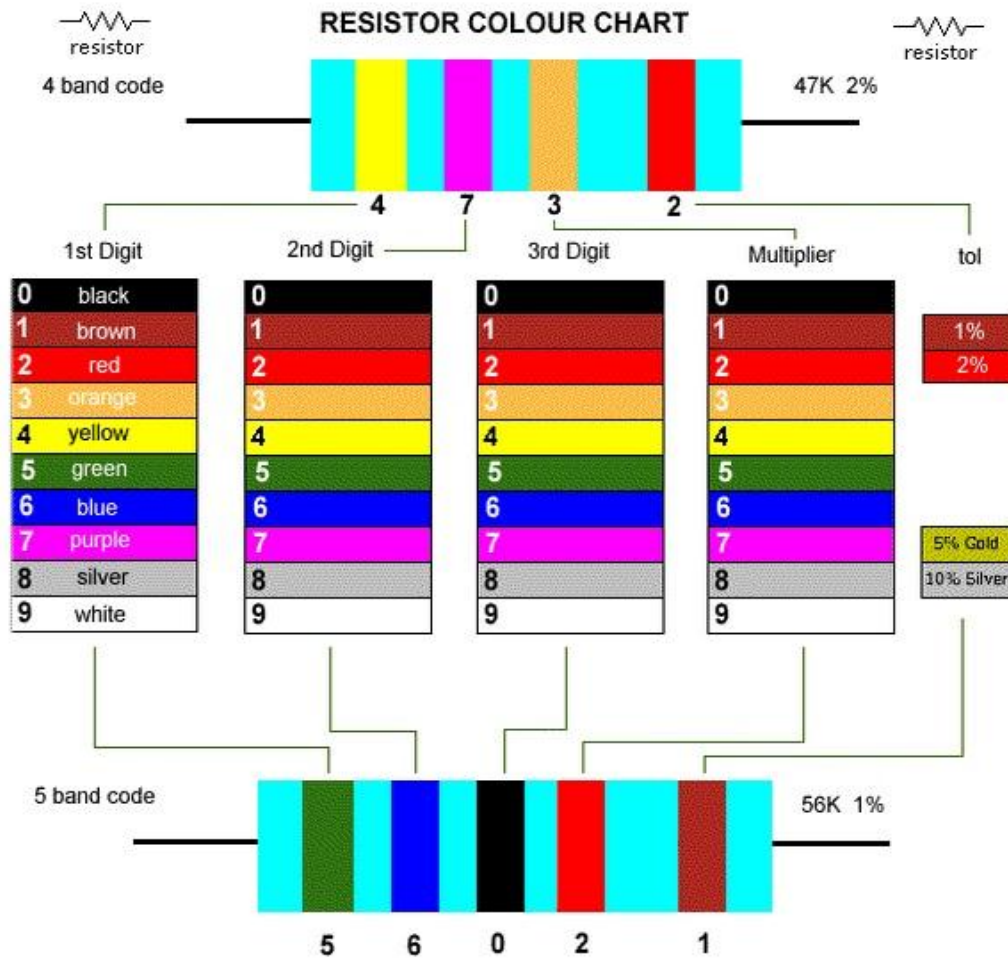 RESISTOR COLOUR CHART
resistor
resistor
4 band code
47K 2%
4 7 3 2
1st Digit 2nd Digit 3rd Digit Multiplier tol
0 black 0 0 0
1 brown 1 1 1 1%
2 red 2 2 2 2%
3 orange 3 3 3
4 yellow 4 4 4
5 green 5 5 5
6 blue 6 6 6
7 purple 7 7 7 5% Gold
8 silver 8 8 8 10% Silver
9 white 9 9 9
5 band code
56K 1%
5 6 0 2 1